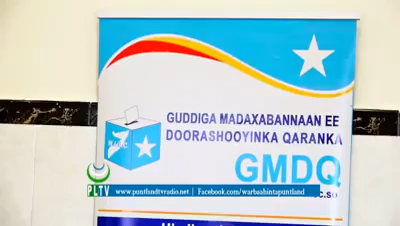 GUDDIGA MADAXABANNAAN EE
DOORASHOOYINKA QARANKA
GMDQ
PLTV
www.puntlandtvradio.net | Facebook.com/warbaahintapuntland